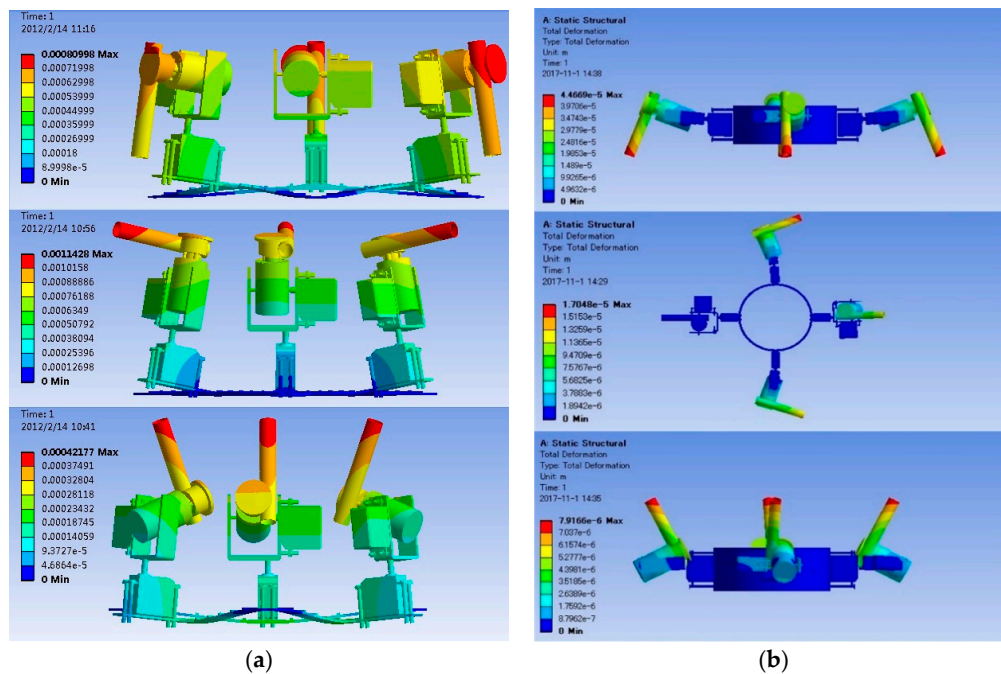 Time: 1
2012/2/14 11:16
0.00080998 Max
0.00071998
0.00062998
0.00053999
0.00044999
0.00035999
0.00026999
0.00018
8.9998e-5
0 Min
Time: 1
2012/2/14 10:56
0.0011428 Max
0.0010158
0.00088886
0.00076188
0.0006349
0.00050792
0.00038094
0.00025396
0.00012698
0 Min
Time: 1
2012/2/14 10:41
0.00042177 Max
0.00037491
0.00032804
0.00028118
0.00023432
0.00018745
0.00014059
9.3727e-5
4.6864e-5
0 Min
(a)
A: Static Structural
Total Deformation
Type: Total Deformation
Unit: m
Time: 1
2017-11-1 14:38
4.4669e-5 Max
3.9706e-5
3.4743e-5
2.9779e-5
2.4816e-5
1.9853e-5
1.489e-5
9.9265e-6
4.9632e-6
0 Min
A: Static Structural
Total Deformation
Type: Total Deformation
Unit: m
Time: 1
2017-11-1 14:29
1.7048e-5 Max
1.5153e-5
1.3259e-5
1.1365e-5
9.4709e-6
7.5767e-6
5.6825e-6
3.7883e-6
1.8942e-6
0 Min
A: Static Structural
Total Deformation
Type: Total Deformation
Unit: m
Time: 1
2017-11-1 14:35
7.9166e-6 Max
7.037e-6
6.1574e-6
5.2777e-6
4.3981e-6
3.5185e-6
2.6389e-6
1.7592e-6
8.7962e-7
0 Min
(b)